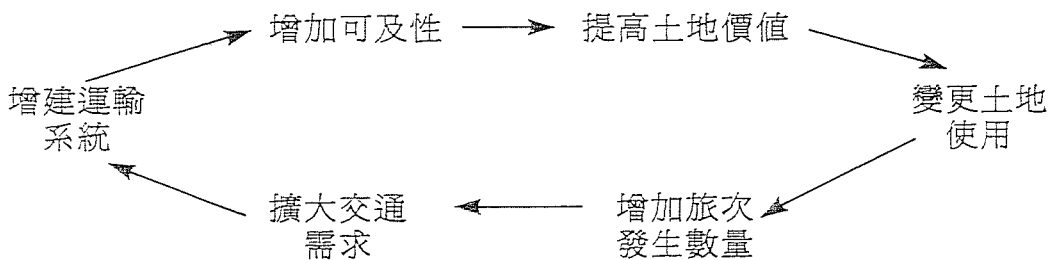 增加可及性
提高土地價值
增建運輸
系統
變更土地
使用
擴大交通
需求
增加旅次
發生數量